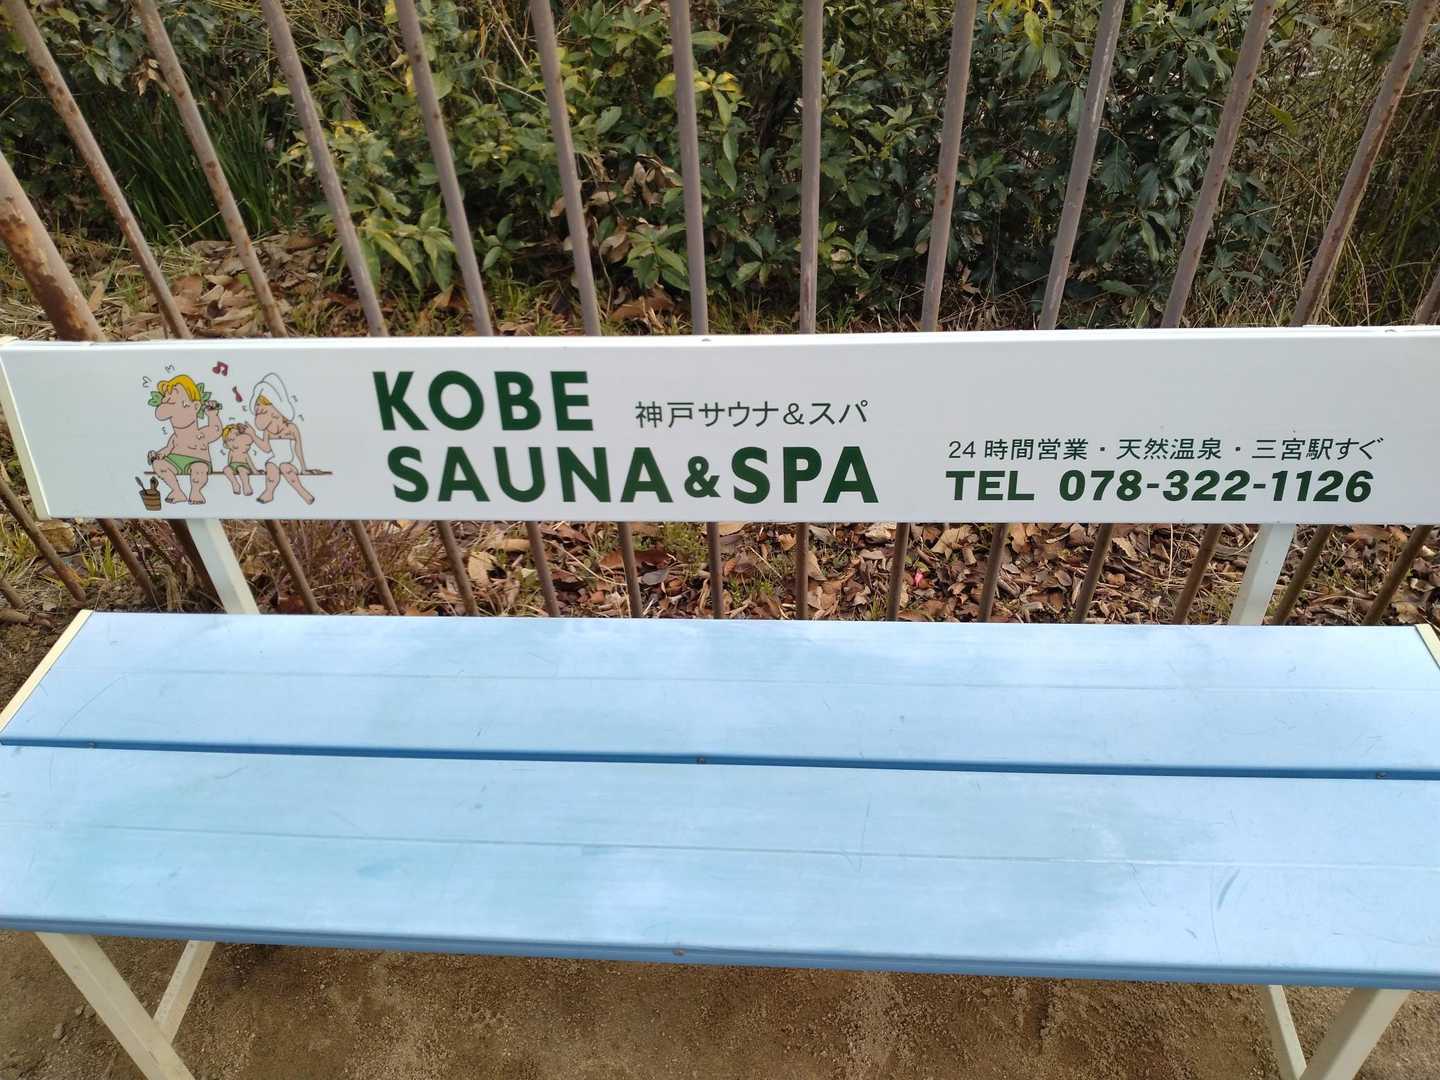 KOBE
神戸サウナ&スパ
SAUNA&SPA
24時間営業・天然温泉・三宮駅すぐ
TEL 078-322-1126